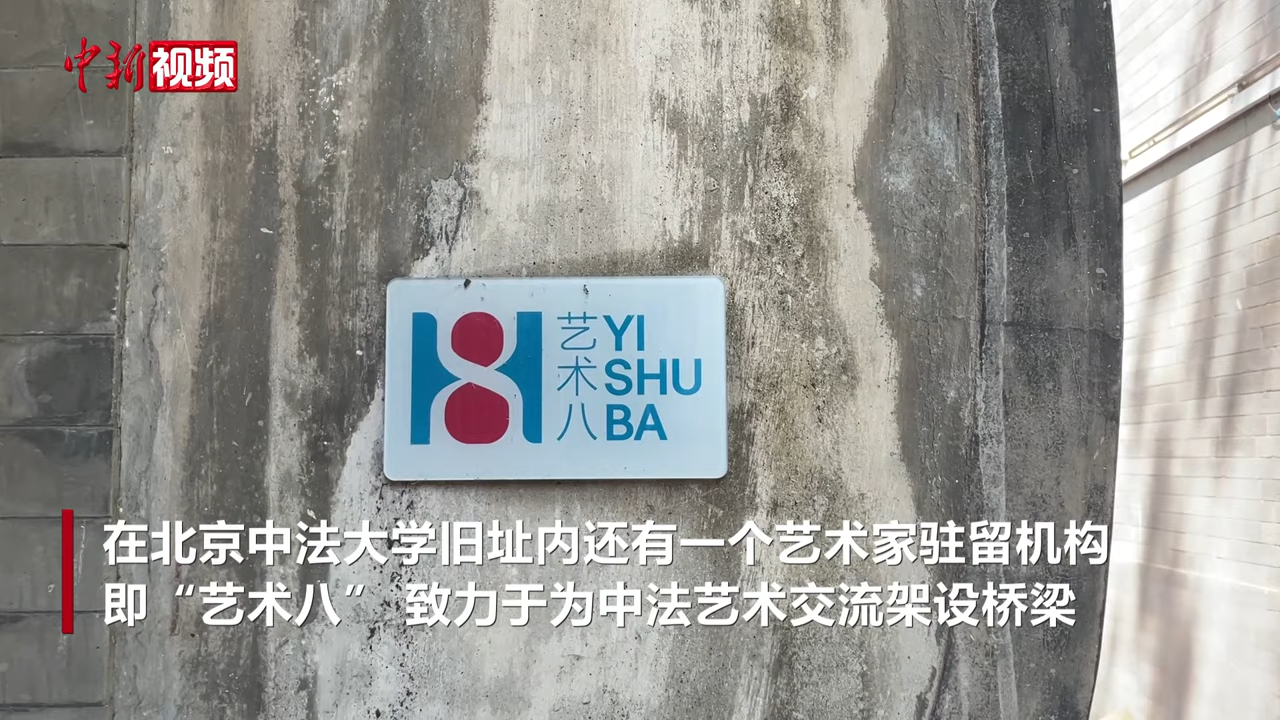 中新视频
艺 YI
术 SHU
八 BA
在北京中法大学旧址内还有一个艺术家驻留机构
即“艺术八” 致力于为中法艺术交流架设桥梁